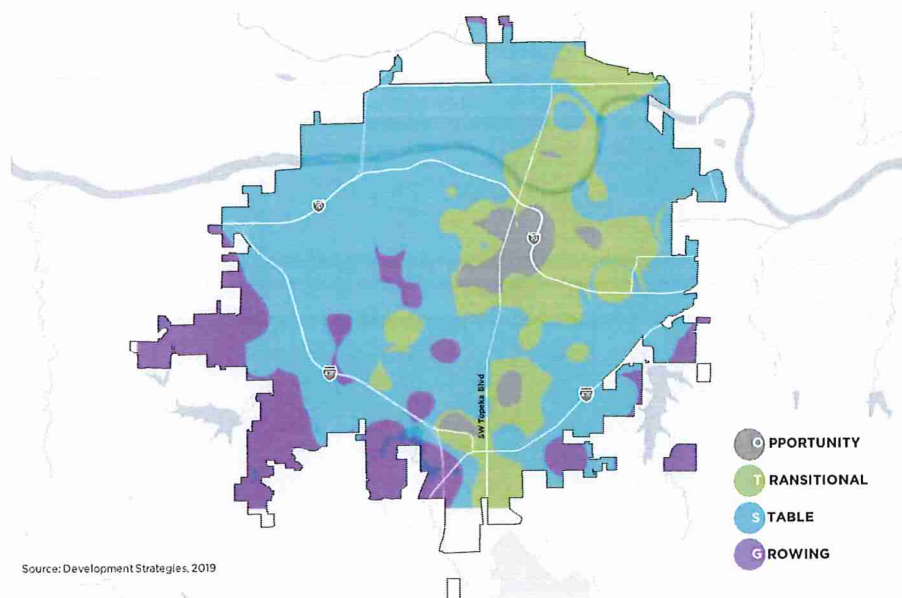 SW Topeka Blvd
OPPORTUNITY
TRANSITIONAL
STABLE
GROWING
Source: Development Strategies, 2019